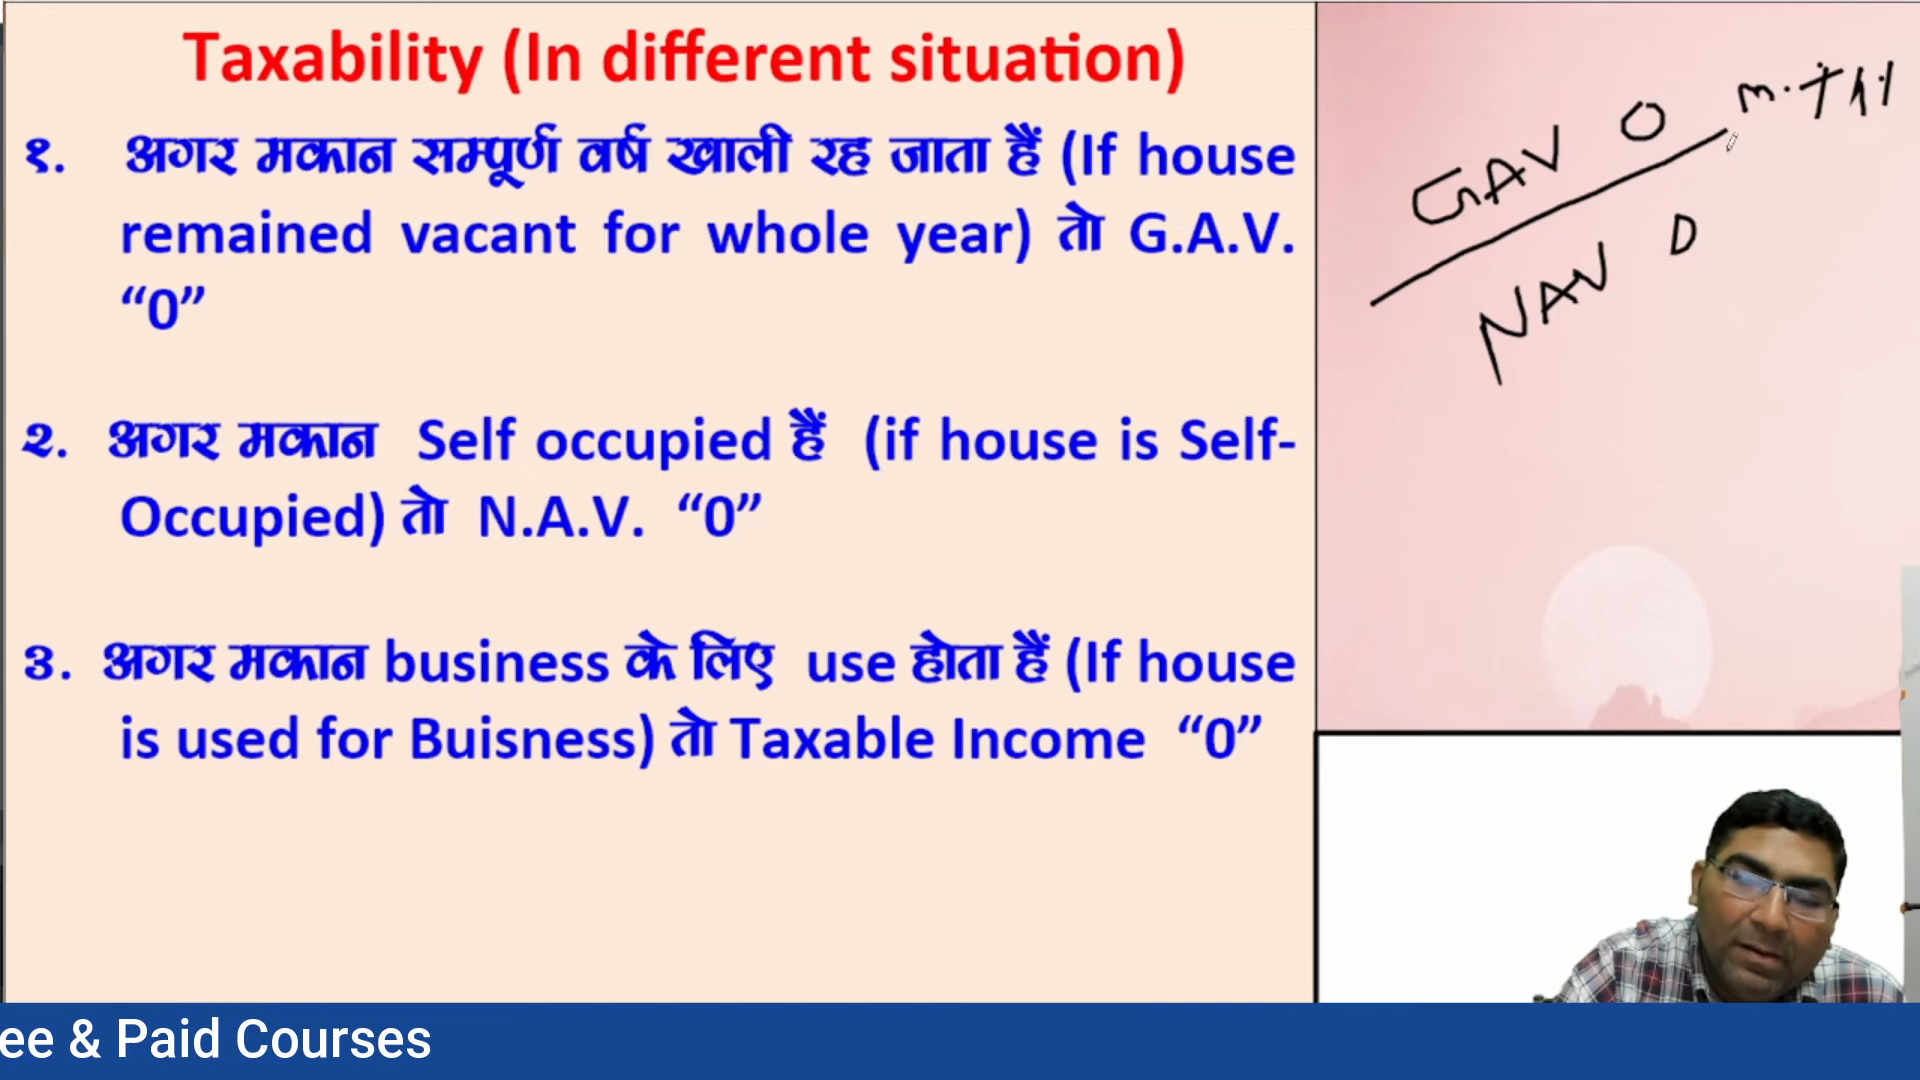 Taxability (In different situation)
१. अगर मकान सम्पूर्ण वर्ष खाली रह जाता हैं (If house
remained vacant for whole year) तो G.A.V.
“0”
२. अगर मकान Self occupied हैं (if house is Self-
Occupied) तो N.A.V. “0”
३. अगर मकान business के लिए use होता हैं (If house
is used for Buisness) तो Taxable Income “0”
GAV 0
NAV 0
ee & Paid Courses